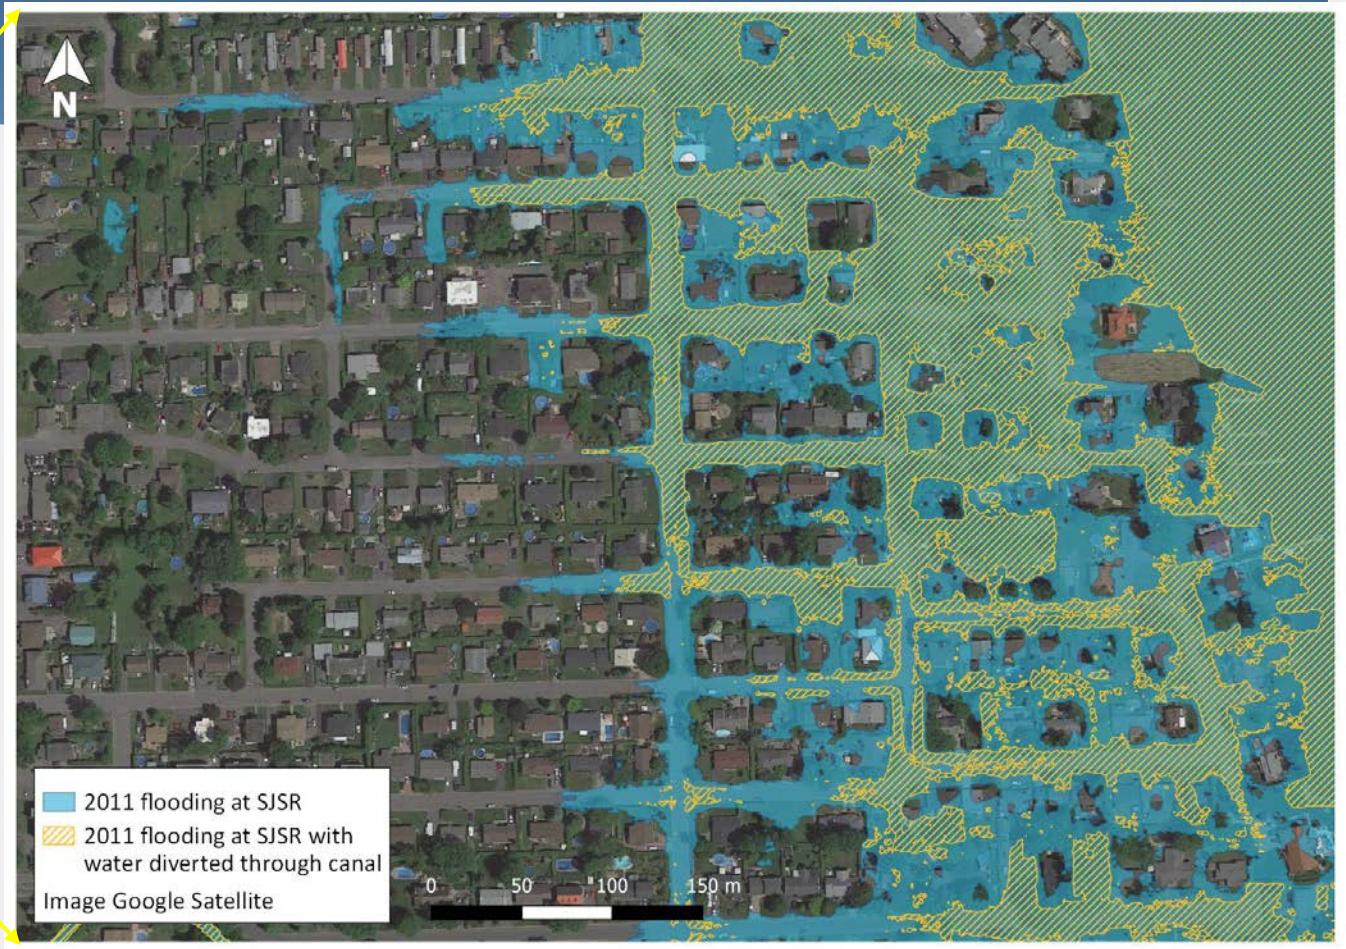 N
2011 flooding at SJSR
2011 flooding at SJSR with
water diverted through canal
Image Google Satellite
0 50 100 150 m